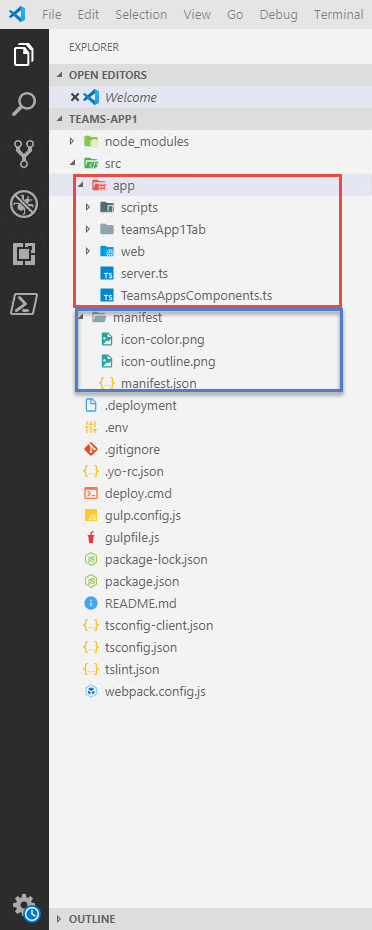 File Edit Selection View Go Debug Terminal
EXPLORER
OPEN EDITORS
Welcome
TEAMS-APP1
node_modules
src
app
scripts
teamsApp1Tab
web
TS server.ts
TS TeamsAppsComponents.ts
manifest
icon-color.png
icon-outline.png
{..} manifest.json
.deployment
.env
.gitignore
{..} .yo-rc.json
deploy.cmd
JS gulp.config.js
gulpfile.js
package-lock.json
package.json
README.md
{..} tsconfig-client.json
{..} tsconfig.json
{..} tslint.json
webpack.config.js
OUTLINE